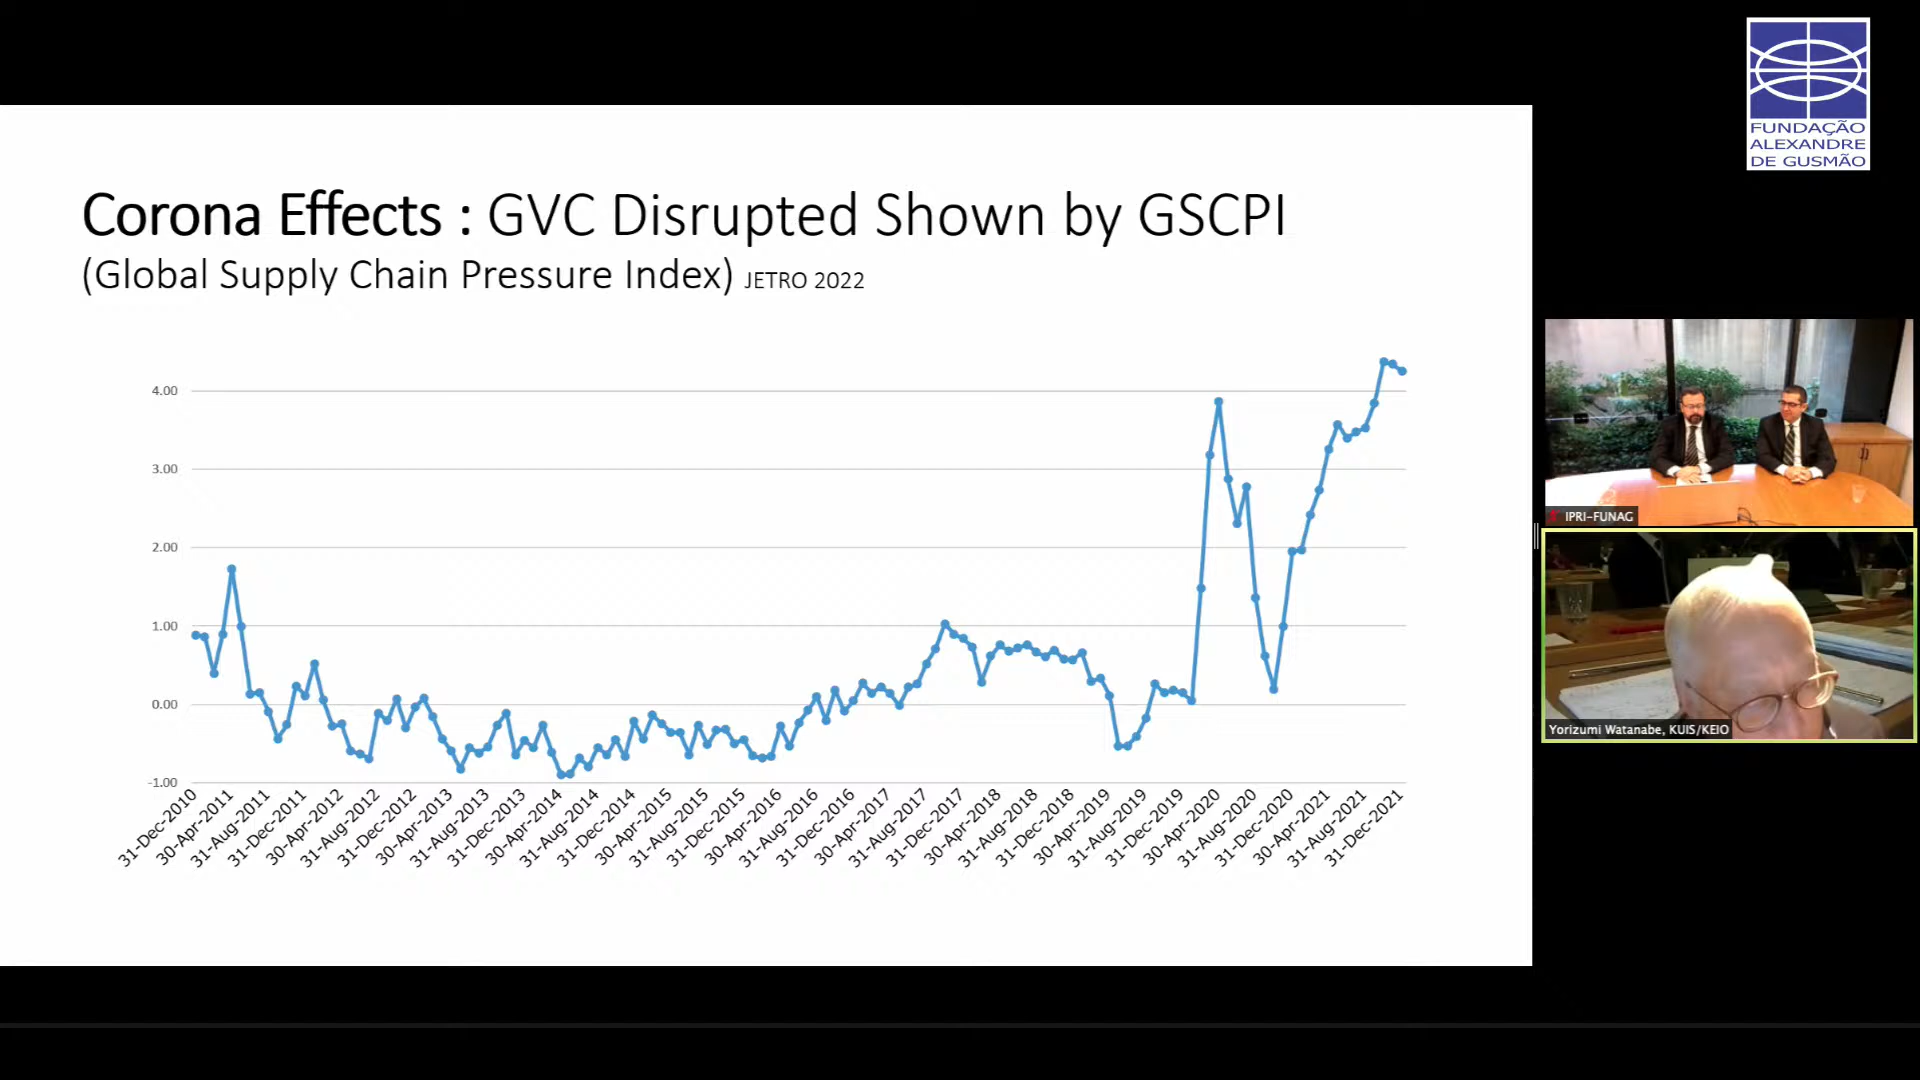 FUNDAÇÃO
ALEXANDRE
DE GUSMÃO
Corona Effects : GVC Disrupted Shown by GSCPI
(Global Supply Chain Pressure Index) JETRO 2022
4.00
3.00
2.00
1.00
0.00
-1.00
31-Dec-2010
30-Apr-2011
31-Aug-2011
31-Dec-2011
30-Apr-2012
31-Aug-2012
31-Dec-2012
30-Apr-2013
31-Aug-2013
31-Dec-2013
30-Apr-2014
31-Aug-2014
31-Dec-2014
30-Apr-2015
31-Aug-2015
31-Dec-2015
30-Apr-2016
31-Aug-2016
31-Dec-2016
30-Apr-2017
31-Aug-2017
31-Dec-2017
30-Apr-2018
31-Aug-2018
31-Dec-2018
30-Apr-2019
31-Aug-2019
31-Dec-2019
30-Apr-2020
31-Aug-2020
31-Dec-2020
30-Apr-2021
31-Aug-2021
31-Dec-2021
IPRI-FUNAG
Yorizumi Watanabe, KUIS/KEIO